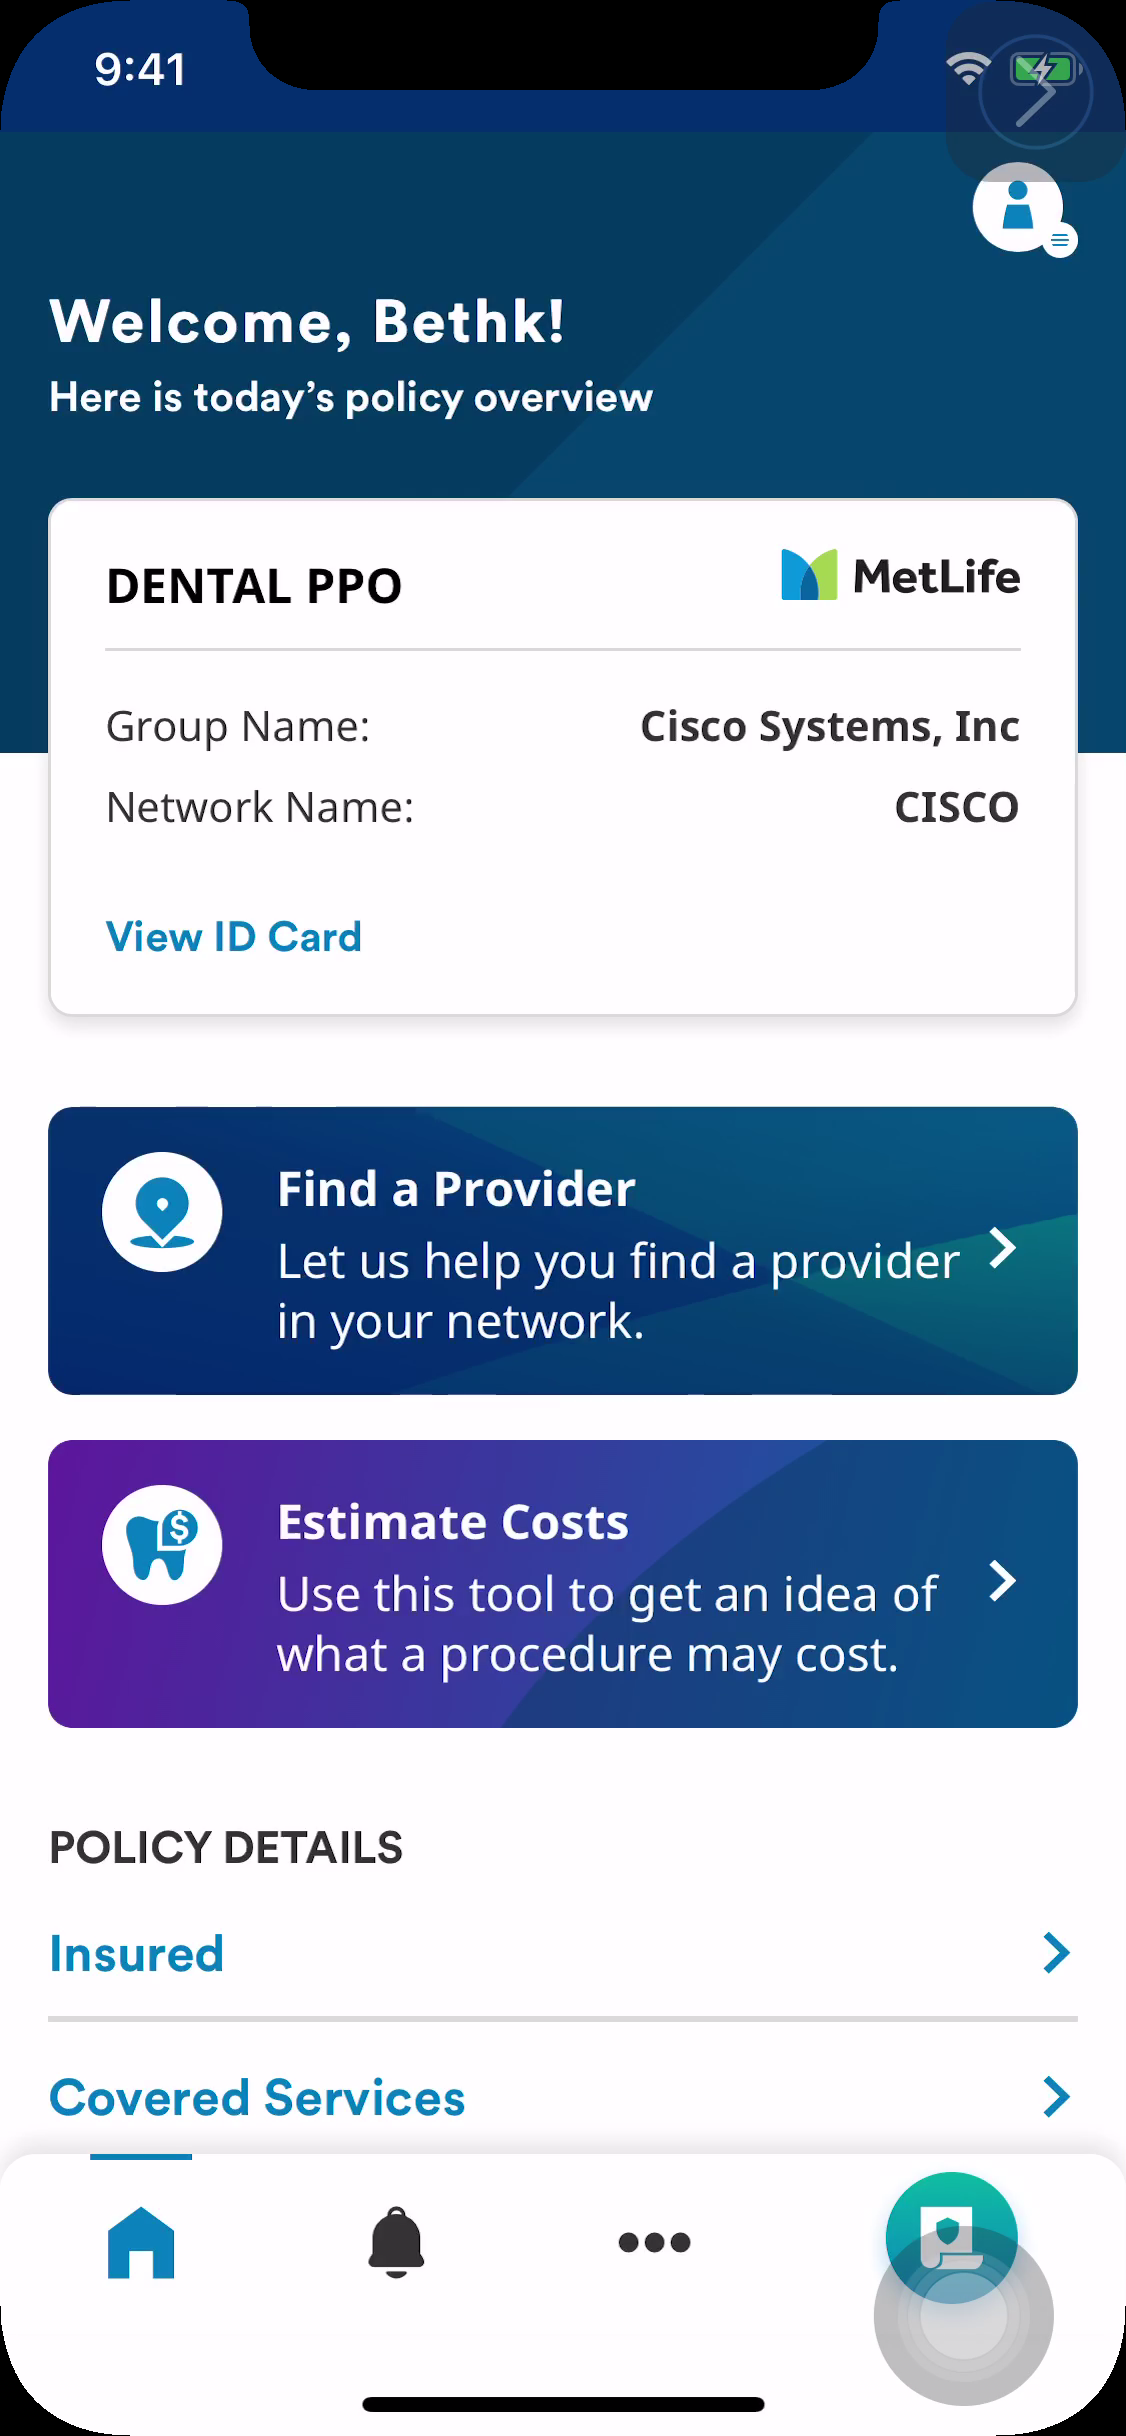 9:41
Welcome, Bethk!
Here is today's policy overview
DENTAL PPO
MetLife
Group Name: Cisco Systems, Inc
Network Name: CISCO
View ID Card
Find a Provider
Let us help you find a provider
in your network.
$
Estimate Costs
Use this tool to get an idea of
what a procedure may cost.
POLICY DETAILS
Insured
Covered Services